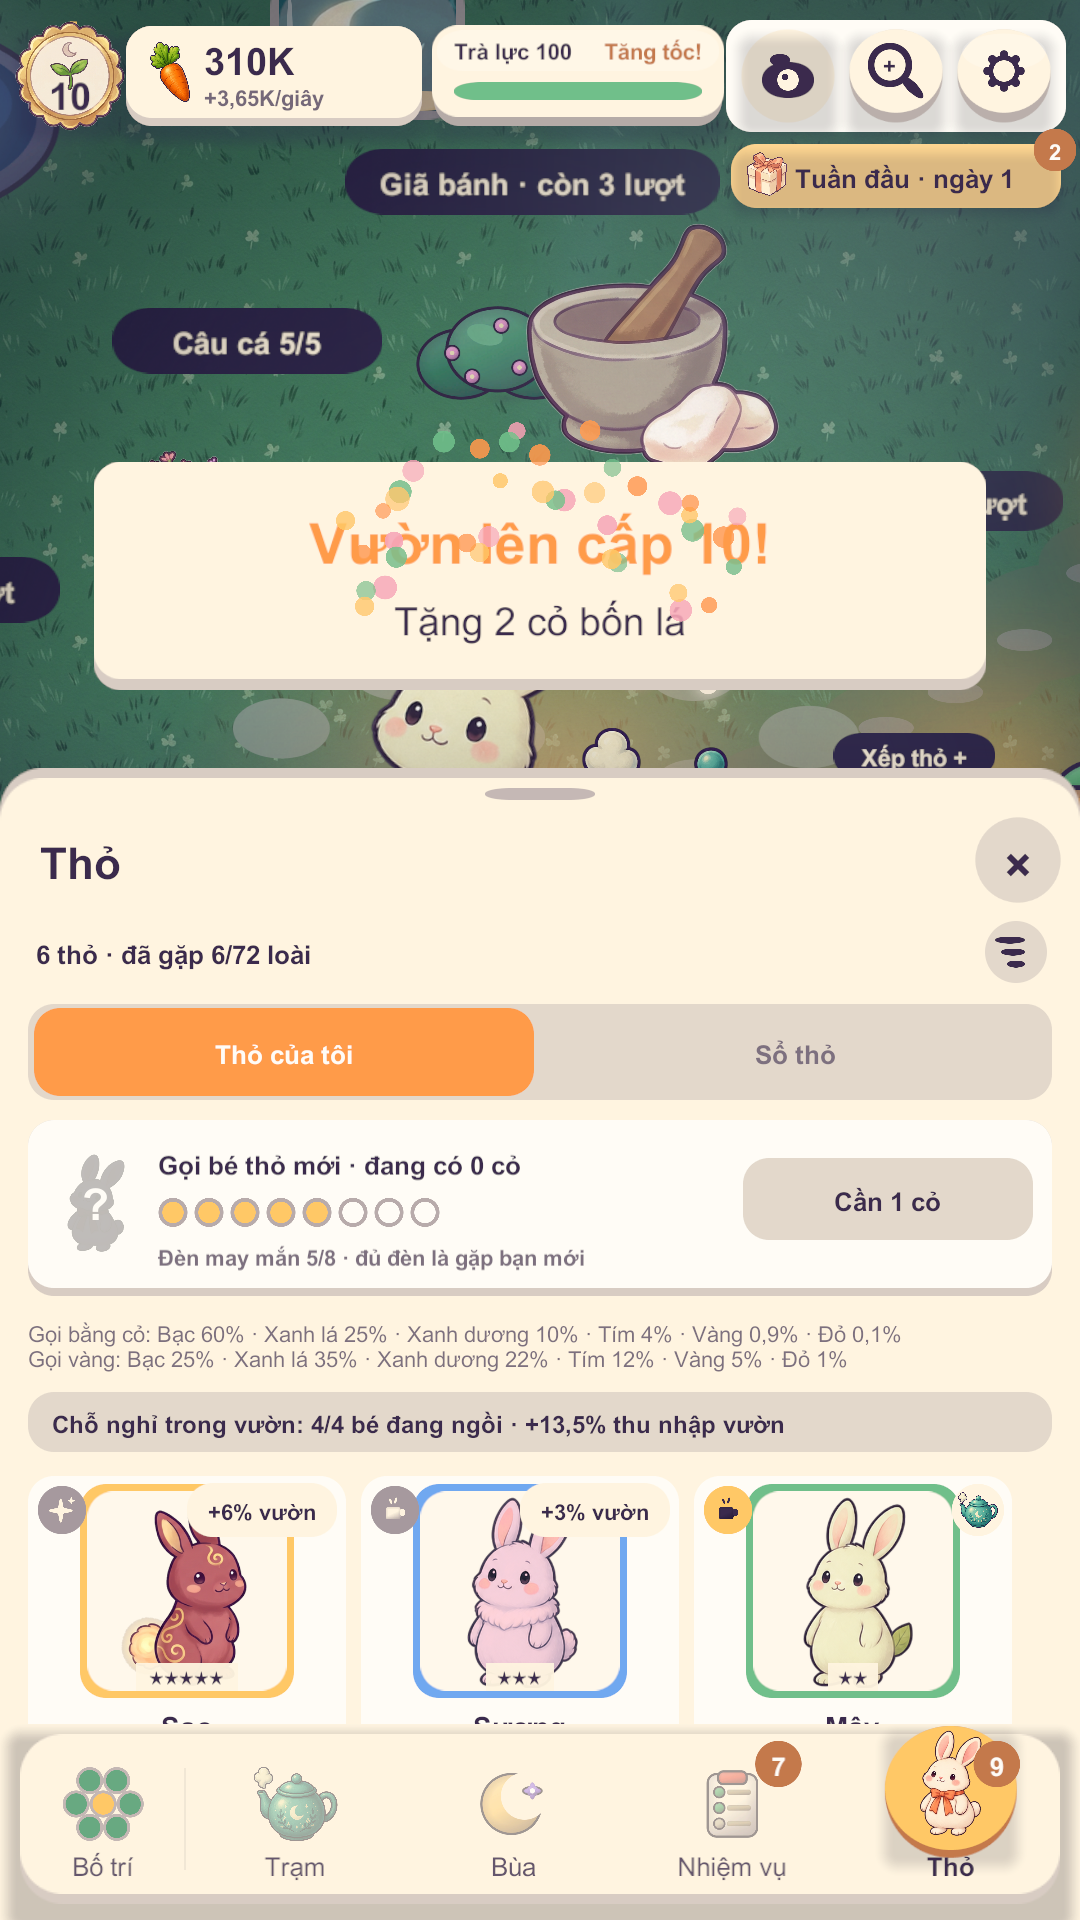 10
310K
+3,65K/giây
Trà lực 100
Tăng tốc!
2
Tuần đầu · ngày 1
Giã bánh · còn 3 lượt
Câu cá 5/5
Vườn lên cấp 10!
Tặng 2 cỏ bốn lá
Xếp thỏ +
Thỏ
6 thỏ · đã gặp 6/72 loài
Thỏ của tôi
Sổ thỏ
?
Gọi bé thỏ mới · đang có 0 cỏ
Cần 1 cỏ
Đèn may mắn 5/8 · đủ đèn là gặp bạn mới
Gọi bằng cỏ: Bạc 60% · Xanh lá 25% · Xanh dương 10% · Tím 4% · Vàng 0,9% · Đỏ 0,1%
Gọi vàng: Bạc 25% · Xanh lá 35% · Xanh dương 22% · Tím 12% · Vàng 5% · Đỏ 1%
Chỗ nghỉ trong vườn: 4/4 bé đang ngồi · +13,5% thu nhập vườn
+6% vườn
+3% vườn
★★★★★
★★★
★★
7
9
Bố trí
Trạm
Bùa
Nhiệm vụ
Thỏ